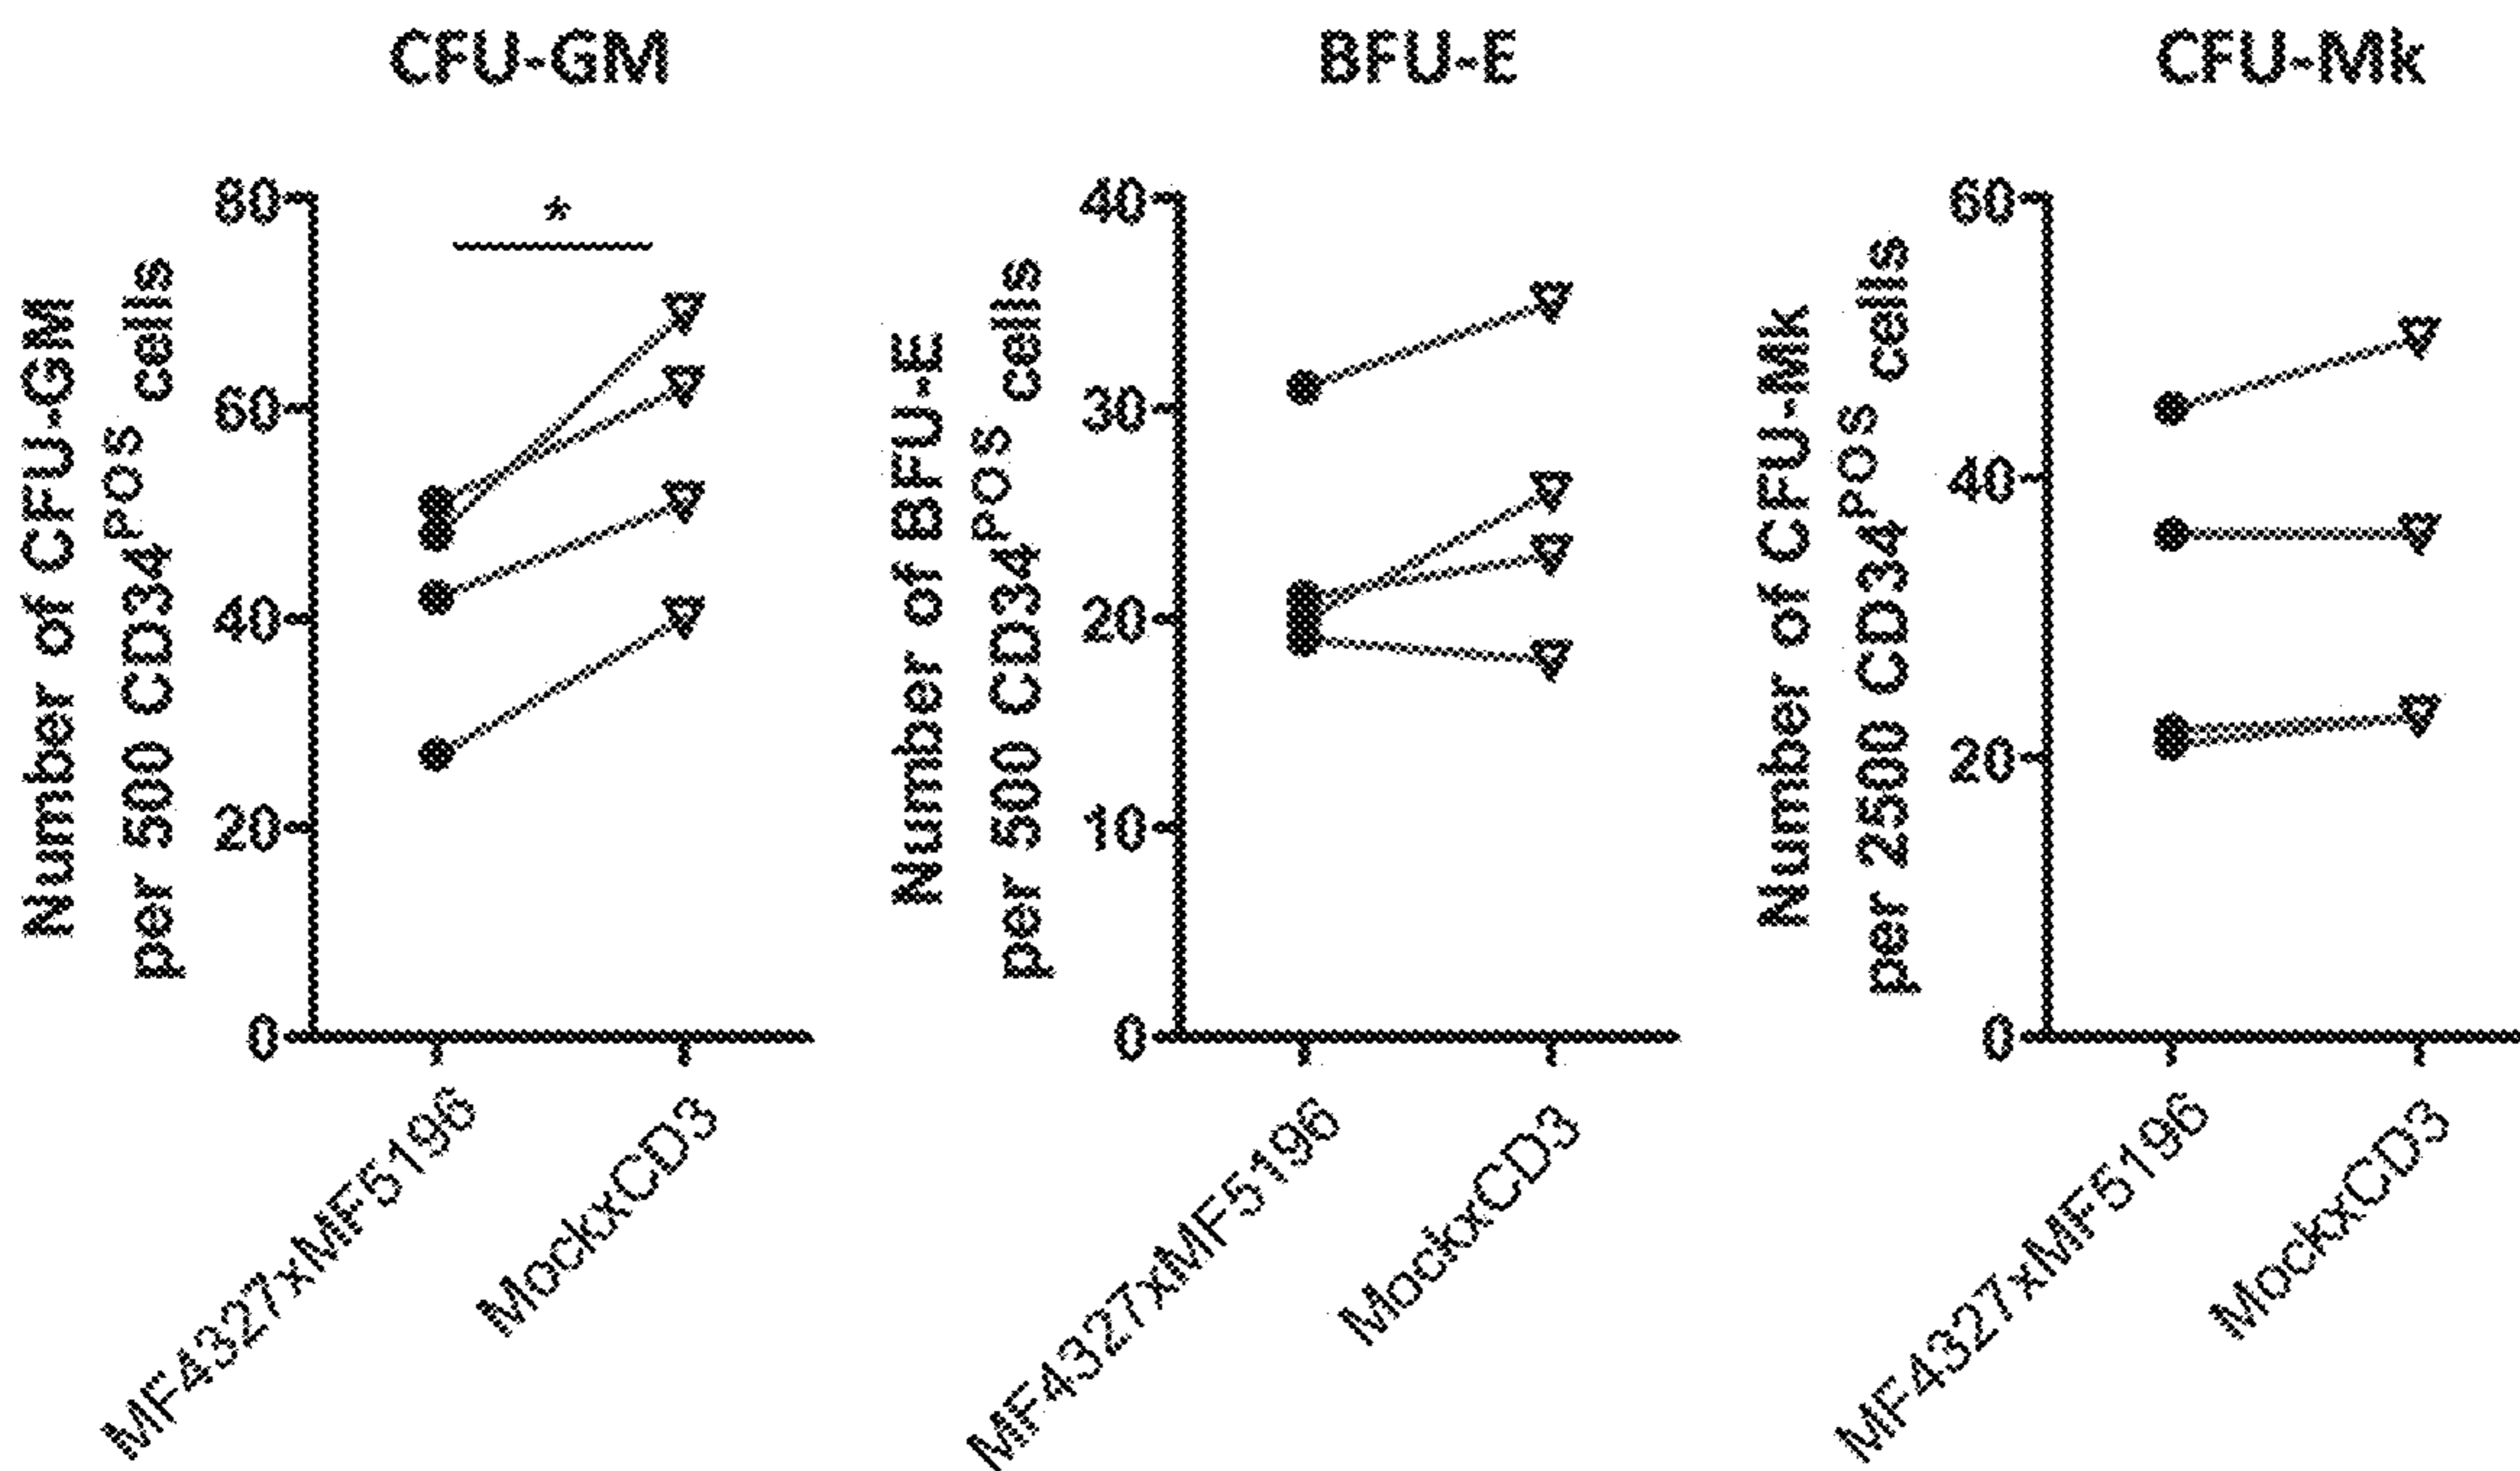 CFU-GM
Number of CFU-GM
per 500 CD34POS cells
80
60
40
20
0
*
MF4327xMF5196
MockxCD3
BFU-E
Number of BFU-E
per 500 CD34POS cells
40
30
20
10
0
MF4327xMF5196
MockxCD3
CFU-Mk
Number of CFU-Mk
per 2500 CD34POS cells
60
40
20
0
MF4327xMF5196
MockxCD3